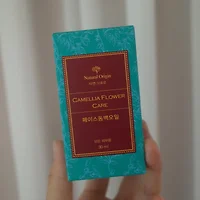 Natural Origin
CAMELLIA FLOWER
CARE
페이스동백오일